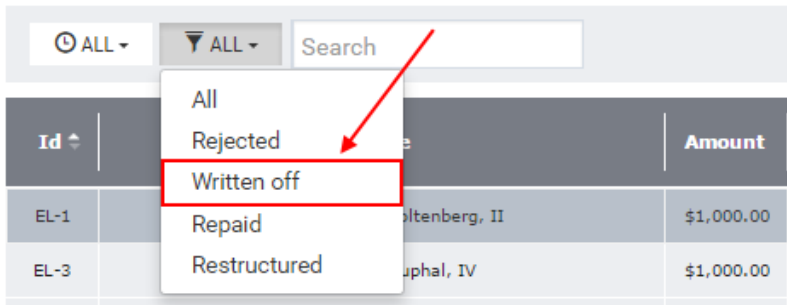 ALL ALL Search
All
Id Rejected e Amount
Written off
EL-1 oltenberg, II $1,000.00
Repaid
EL-3 Restructured uphal, IV $1,000.00